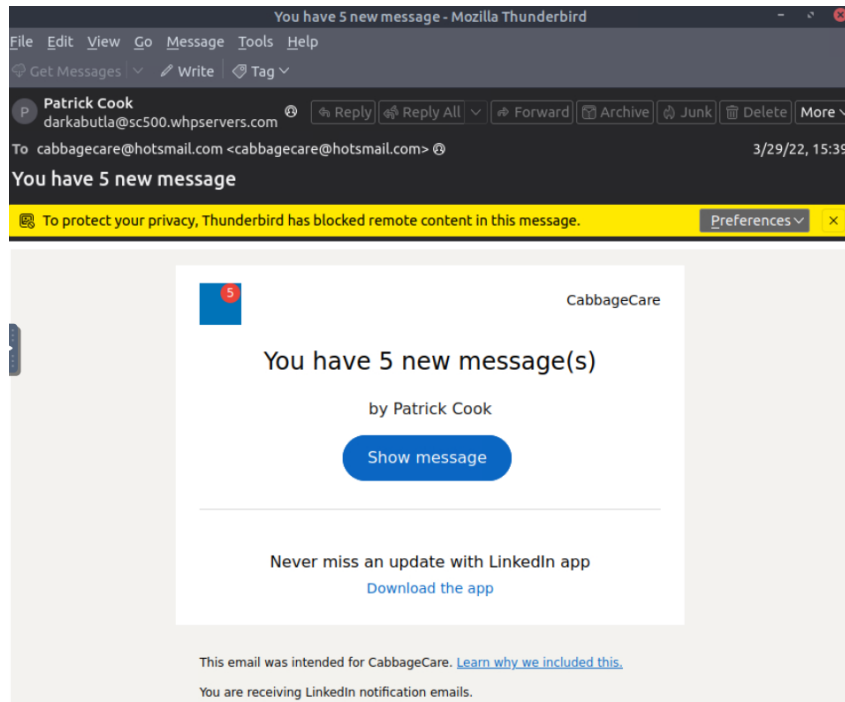 You have 5 new message - Mozilla Thunderbird
File Edit View Go Message Tools Help
Get Messages Write Tag
P Patrick Cook
darkabutla@sc500.whpservers.com
Reply Reply All Forward Archive Junk Delete More
To cabbagecare@hotsmail.com <cabbagecare@hotsmail.com> 3/29/22, 15:39
You have 5 new message
To protect your privacy, Thunderbird has blocked remote content in this message. Preferences
5
CabbageCare
You have 5 new message(s)
by Patrick Cook
Show message
Never miss an update with LinkedIn app
Download the app
This email was intended for CabbageCare. Learn why we included this.
You are receiving LinkedIn notification emails.